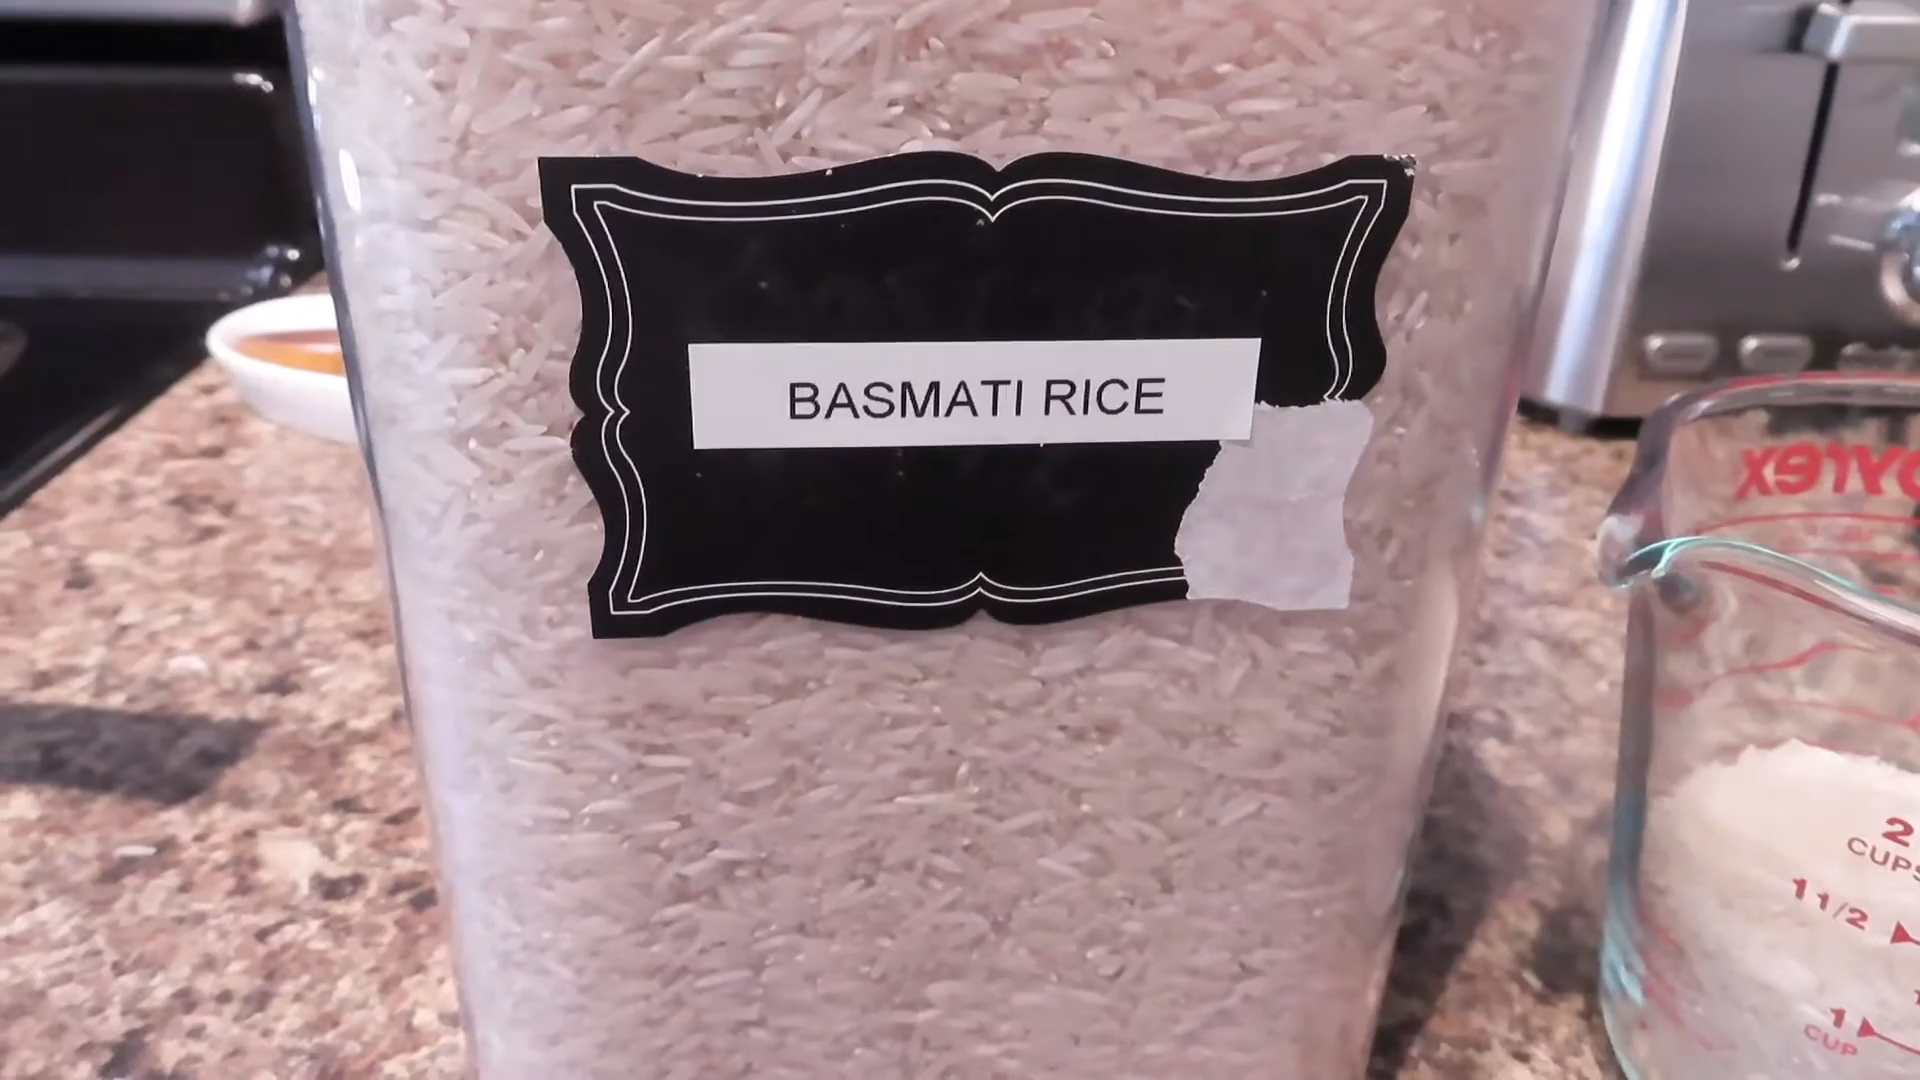 BASMATI RICE
pyrex
2
CUPS
1 1/2
1
CUP